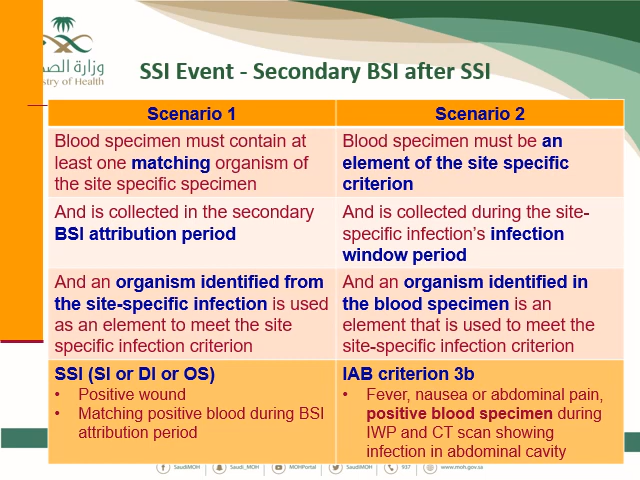 وزارة الص
stry of Health
SSI Event - Secondary BSI after SSI
Scenario 1
Scenario 2
Blood specimen must contain at
least one matching organism of
the site specific specimen
Blood specimen must be an
element of the site specific
criterion
And is collected in the secondary
BSI attribution period
And is collected during the site-
specific infection's infection
window period
And an organism identified from
the site-specific infection is used
as an element to meet the site
specific infection criterion
And an organism identified in
the blood specimen is an
element that is used to meet the
site-specific infection criterion
SSI (SI or DI or OS)
• Positive wound
• Matching positive blood during BSI
attribution period
IAB criterion 3b
• Fever, nausea or abdominal pain,
positive blood specimen during
IWP and CT scan showing
infection in abdominal cavity
SaudiMOH Saudi_MOH MOHPortal SaudiMOH 937 www.moh.gov.sa